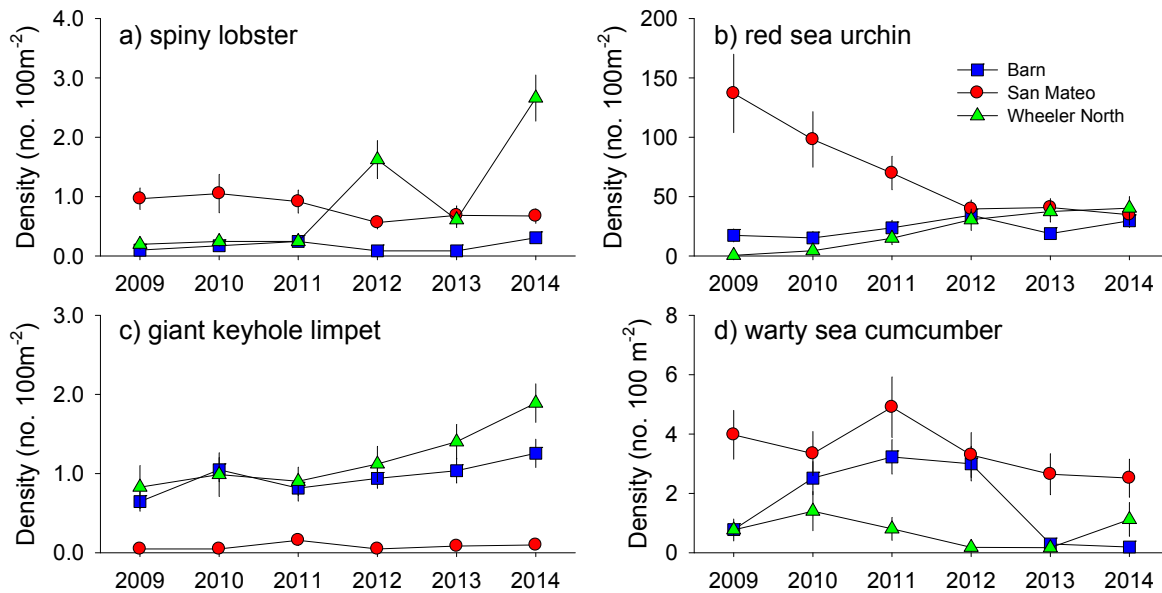 a) spiny lobster
Density (no. 100m-2)
4.0
3.0
2.0
1.0
0.0
2009 2010 2011 2012 2013 2014
b) red sea urchin
Density (no. 100m-2)
200
150
100
50
0
Barn
San Mateo
Wheeler North
2009 2010 2011 2012 2013 2014
c) giant keyhole limpet
Density (no. 100m-2)
3.0
2.0
1.0
0.0
2009 2010 2011 2012 2013 2014
d) warty sea cumcumber
Density (no. 100 m-2)
8
6
4
2
0
2009 2010 2011 2012 2013 2014